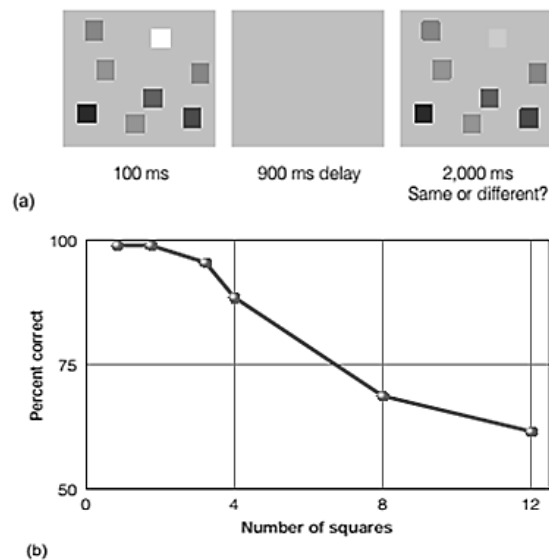 100 ms
900 ms delay
2,000 ms
Same or different?
(a)
100
75
50
Percent correct
0
4
8
12
Number of squares
(b)